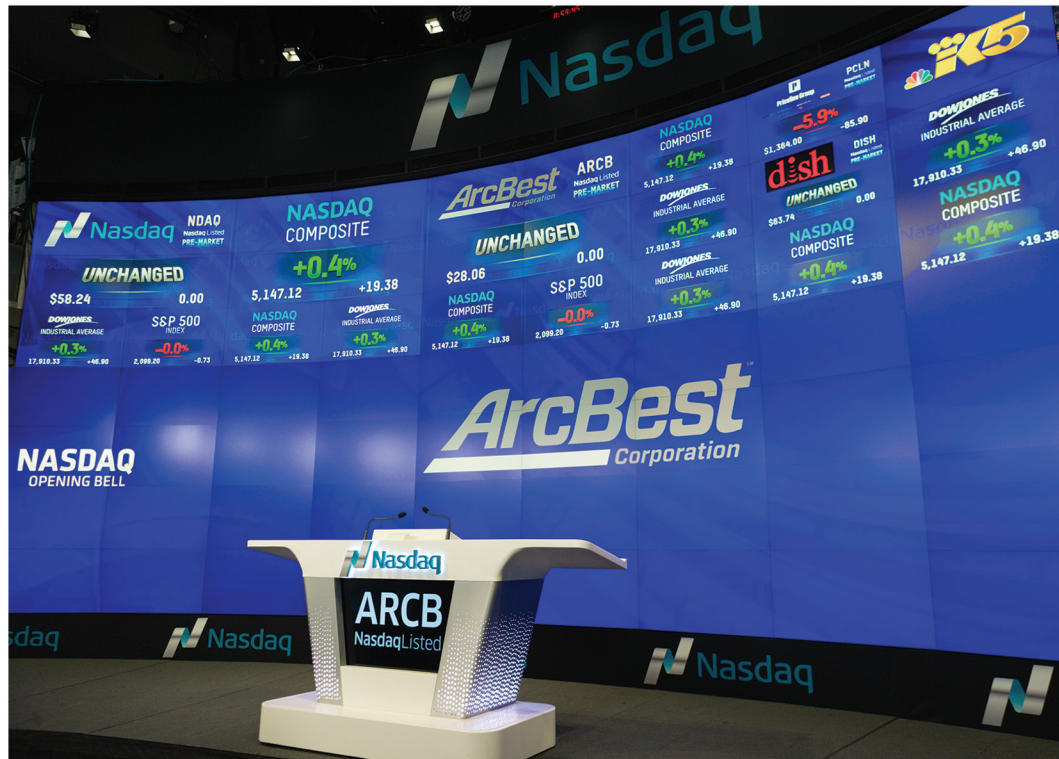 Nasdaq
K5
Nasdaq
NDAQ
Nasdaq Listed
PRE-MARKET
UNCHANGED
$58.24 0.00
DOWJONES
INDUSTRIAL AVERAGE
+0.3%
17,910.33 +46.90
S&P 500
INDEX
-0.0%
2,099.20 -0.73
NASDAQ
COMPOSITE
+0.4%
5,147.12 +19.38
NASDAQ
COMPOSITE
+0.4%
5,147.12 +19.38
DOWJONES
INDUSTRIAL AVERAGE
+0.3%
17,910.33 +46.90
ArcBest
Corporation
ARCB
Nasdaq Listed
PRE-MARKET
UNCHANGED
$28.06 0.00
NASDAQ
COMPOSITE
+0.4%
5,147.12 +19.38
S&P 500
INDEX
-0.0%
2,099.20 -0.73
NASDAQ
COMPOSITE
+0.4%
5,147.12 +19.38
DOWJONES
INDUSTRIAL AVERAGE
+0.3%
17,910.33 +46.90
DOWJONES
INDUSTRIAL AVERAGE
+0.3%
17,910.33 +46.90
Priceline Group
PCLN
Nasdaq Listed
PRE-MARKET
-5.9%
$1,364.00 -85.90
dish
DISH
Nasdaq Listed
PRE-MARKET
UNCHANGED
$63.74 0.00
NASDAQ
COMPOSITE
+0.4%
5,147.12 +19.38
DOWJONES
INDUSTRIAL AVERAGE
+0.3%
17,910.33 +46.90
NASDAQ
COMPOSITE
+0.4%
5,147.12 +19.38
NASDAQ
OPENING BELL
ArcBest
Corporation
Nasdaq
ARCB
NasdaqListed
sdaq
Nasdaq
Nasdaq